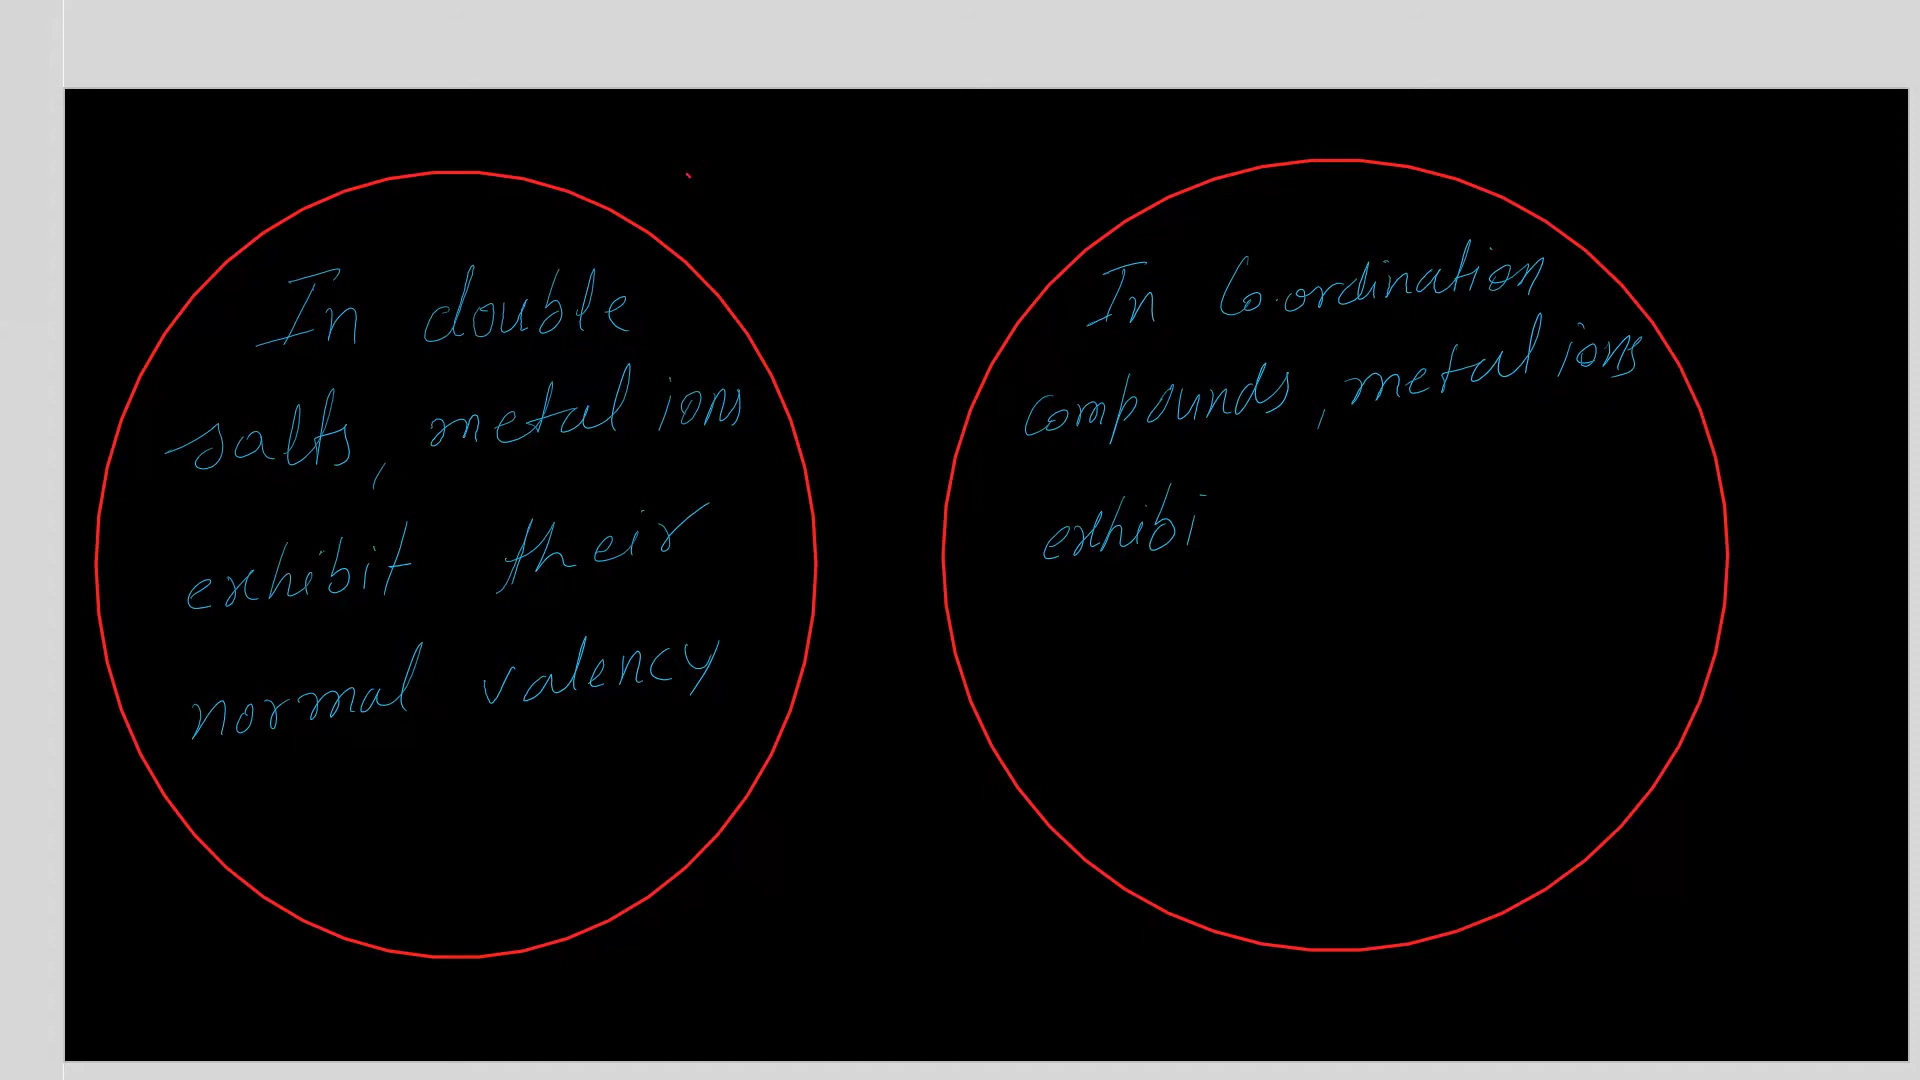 In double
salts, metal ions
exhibit their
normal valency
In Co-ordination
compounds, metal ions
exhibi